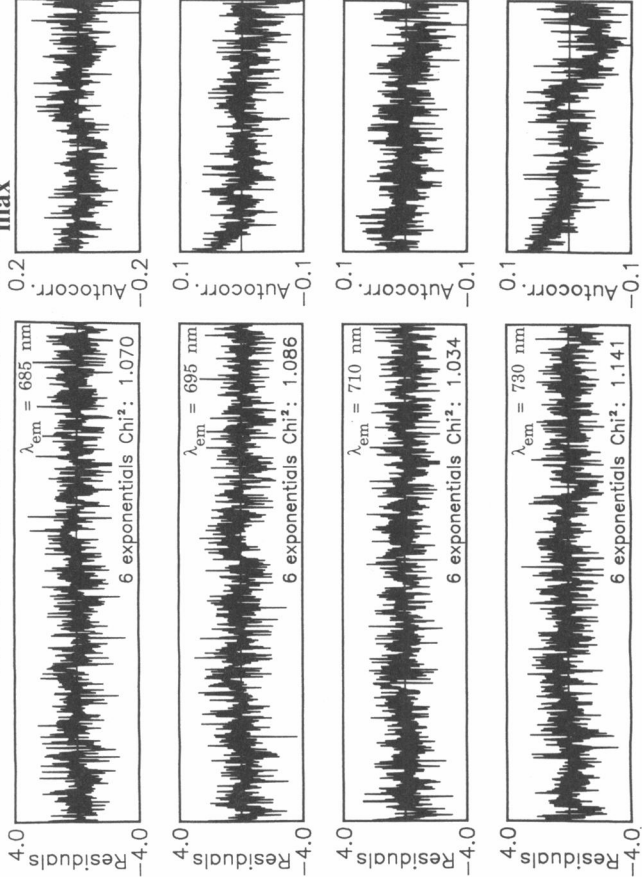 max
4.0
Residuals
−4.0
λem = 685 nm
6 exponentials Chi²: 1.070
0.2
Autocorr.
−0.2
4.0
Residuals
−4.0
λem = 695 nm
6 exponentials Chi²: 1.086
0.1
Autocorr.
−0.1
4.0
Residuals
−4.0
λem = 710 nm
6 exponentials Chi²: 1.034
0.1
Autocorr.
−0.1
4.0
Residuals
−4.0
λem = 730 nm
6 exponentials Chi²: 1.141
0.1
Autocorr.
−0.1